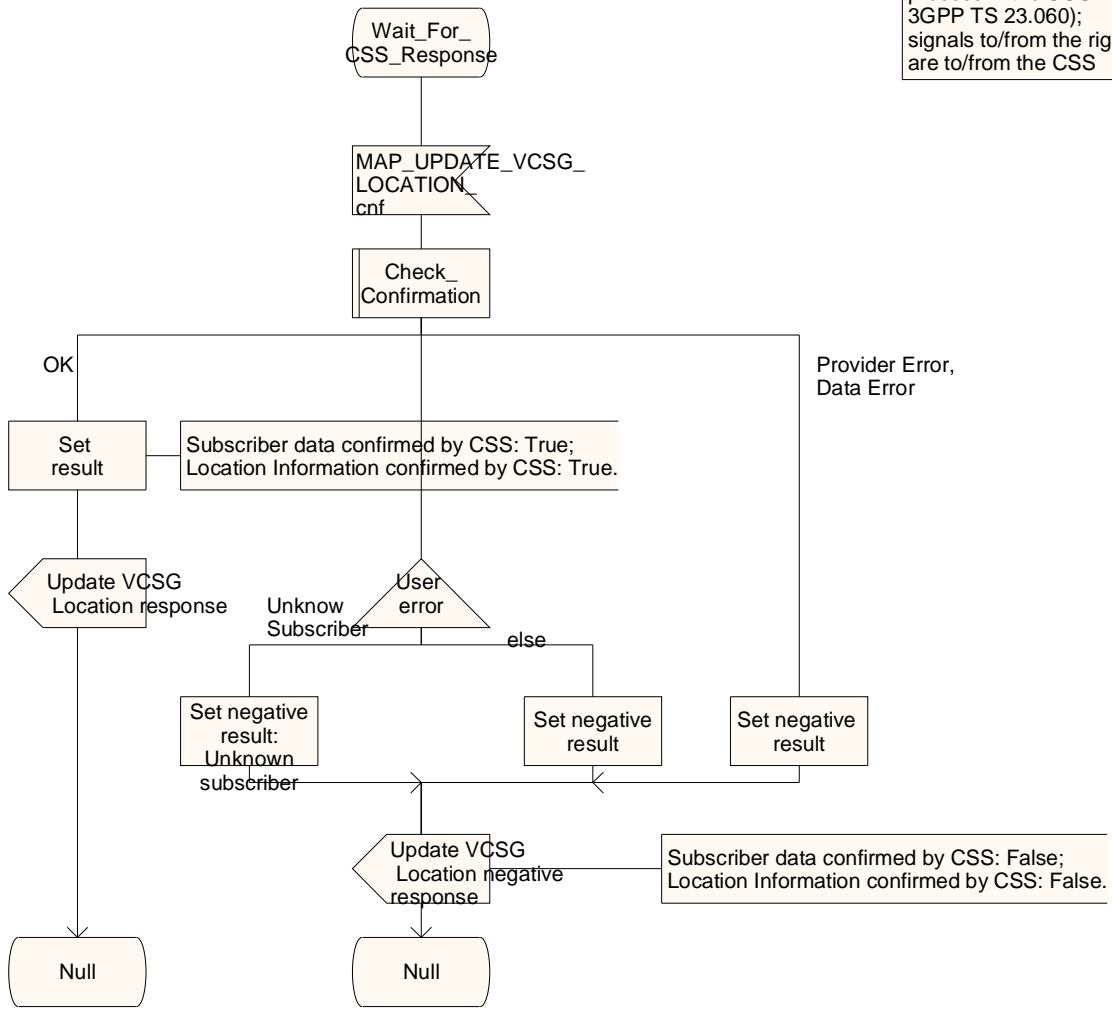 3GPP TS 23.060);
signals to/from the rig
are to/from the CSS
Wait_For_
CSS_Response
MAP_UPDATE_VCSG_
LOCATION_
cnf
Check_
Confirmation
OK
Provider Error,
Data Error
Set
result
Subscriber data confirmed by CSS: True;
Location Information confirmed by CSS: True.
Update VCSG
Location response
User
error
Unknow
Subscriber
else
Set negative
result:
Unknown
subscriber
Set negative
result
Set negative
result
Update VCSG
Location negative
response
Subscriber data confirmed by CSS: False;
Location Information confirmed by CSS: False.
Null
Null